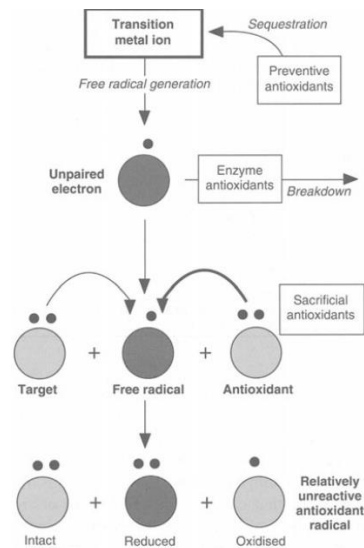 Transition
metal ion
Sequestration
Preventive
antioxidants
Free radical generation
Unpaired
electron
Enzyme
antioxidants
Breakdown
Sacrificial
antioxidants
+ +
Target Free radical Antioxidant
+ +
Relatively
unreactive
antioxidant
radical
Intact Reduced Oxidised